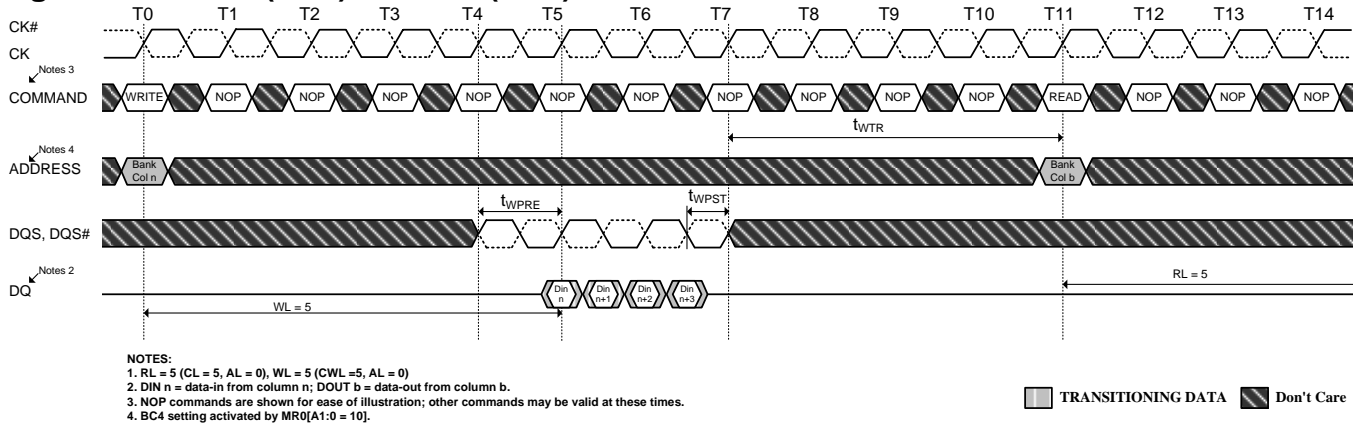 T0 T1 T2 T3 T4 T5 T6 T7 T8 T9 T10 T11 T12 T13 T14
CK#
CK
Notes 3
COMMAND WRITE NOP NOP NOP NOP NOP NOP NOP NOP NOP NOP READ NOP NOP NOP
tWTR
Notes 4
ADDRESS
Bank Bank
Col n Col b
tWPRE tWPST
DQS, DQS#
Notes 2
DQ
Din Din Din Din
n n+1 n+2 n+3
RL = 5
WL = 5
NOTES:
1. RL = 5 (CL = 5, AL = 0), WL = 5 (CWL =5, AL = 0)
2. DIN n = data-in from column n; DOUT b = data-out from column b.
3. NOP commands are shown for ease of illustration; other commands may be valid at these times.
4. BC4 setting activated by MR0[A1:0 = 10].
TRANSITIONING DATA Don't Care